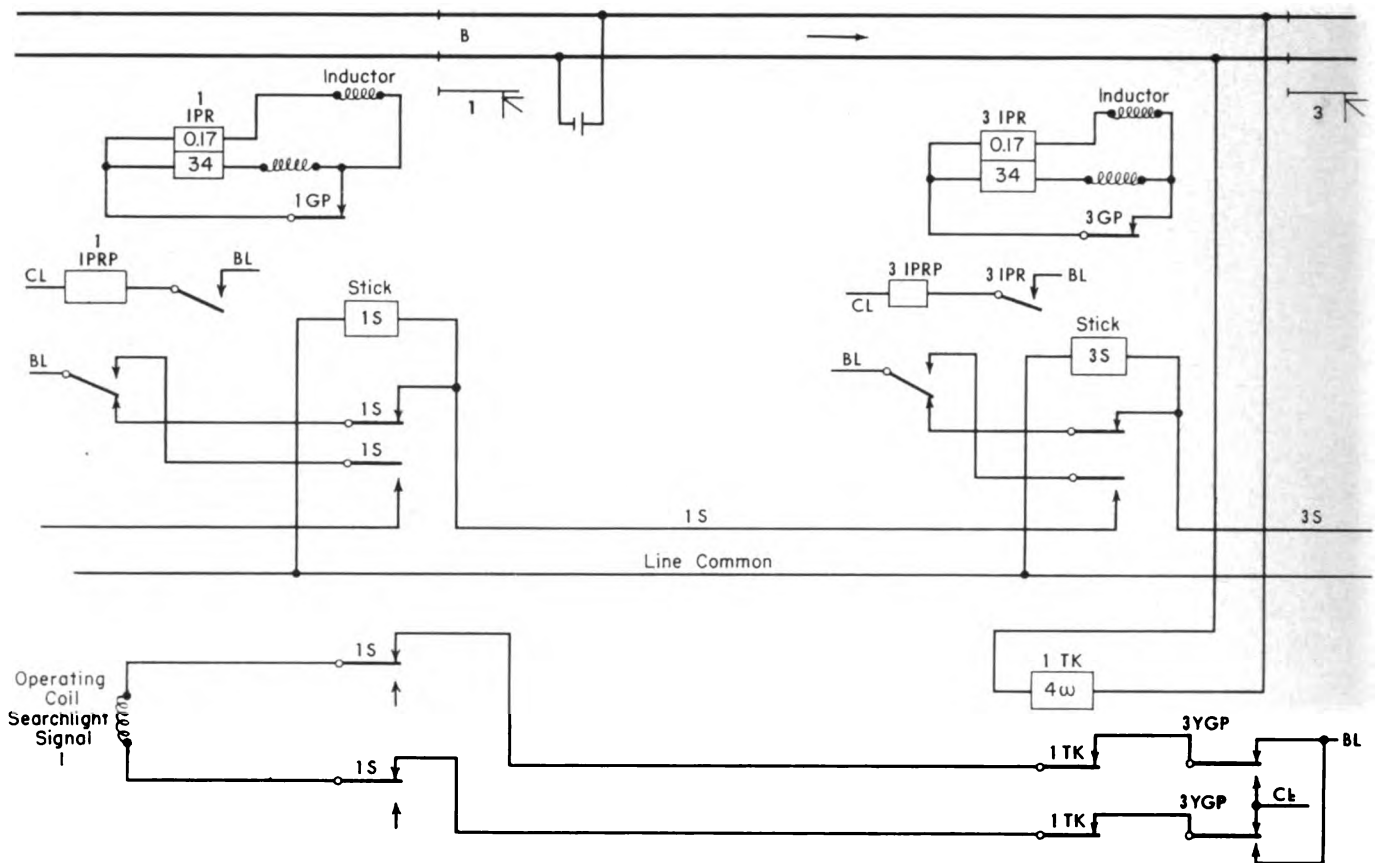 B
Inductor
1
1
IPR
0.17
34
1GP
Inductor
3 IPR
0.17
34
3
3GP
1
IPRP
CL
BL
3 IPRP
3 IPR
BL
CL
Stick
1S
Stick
3S
BL
BL
1S
1S
1S
3S
Line Common
1S
1 TK
4ω
Operating
Coil
Searchlight
Signal
1
3YGP
BL
1 TK
1S
CL
3YGP
1 TK